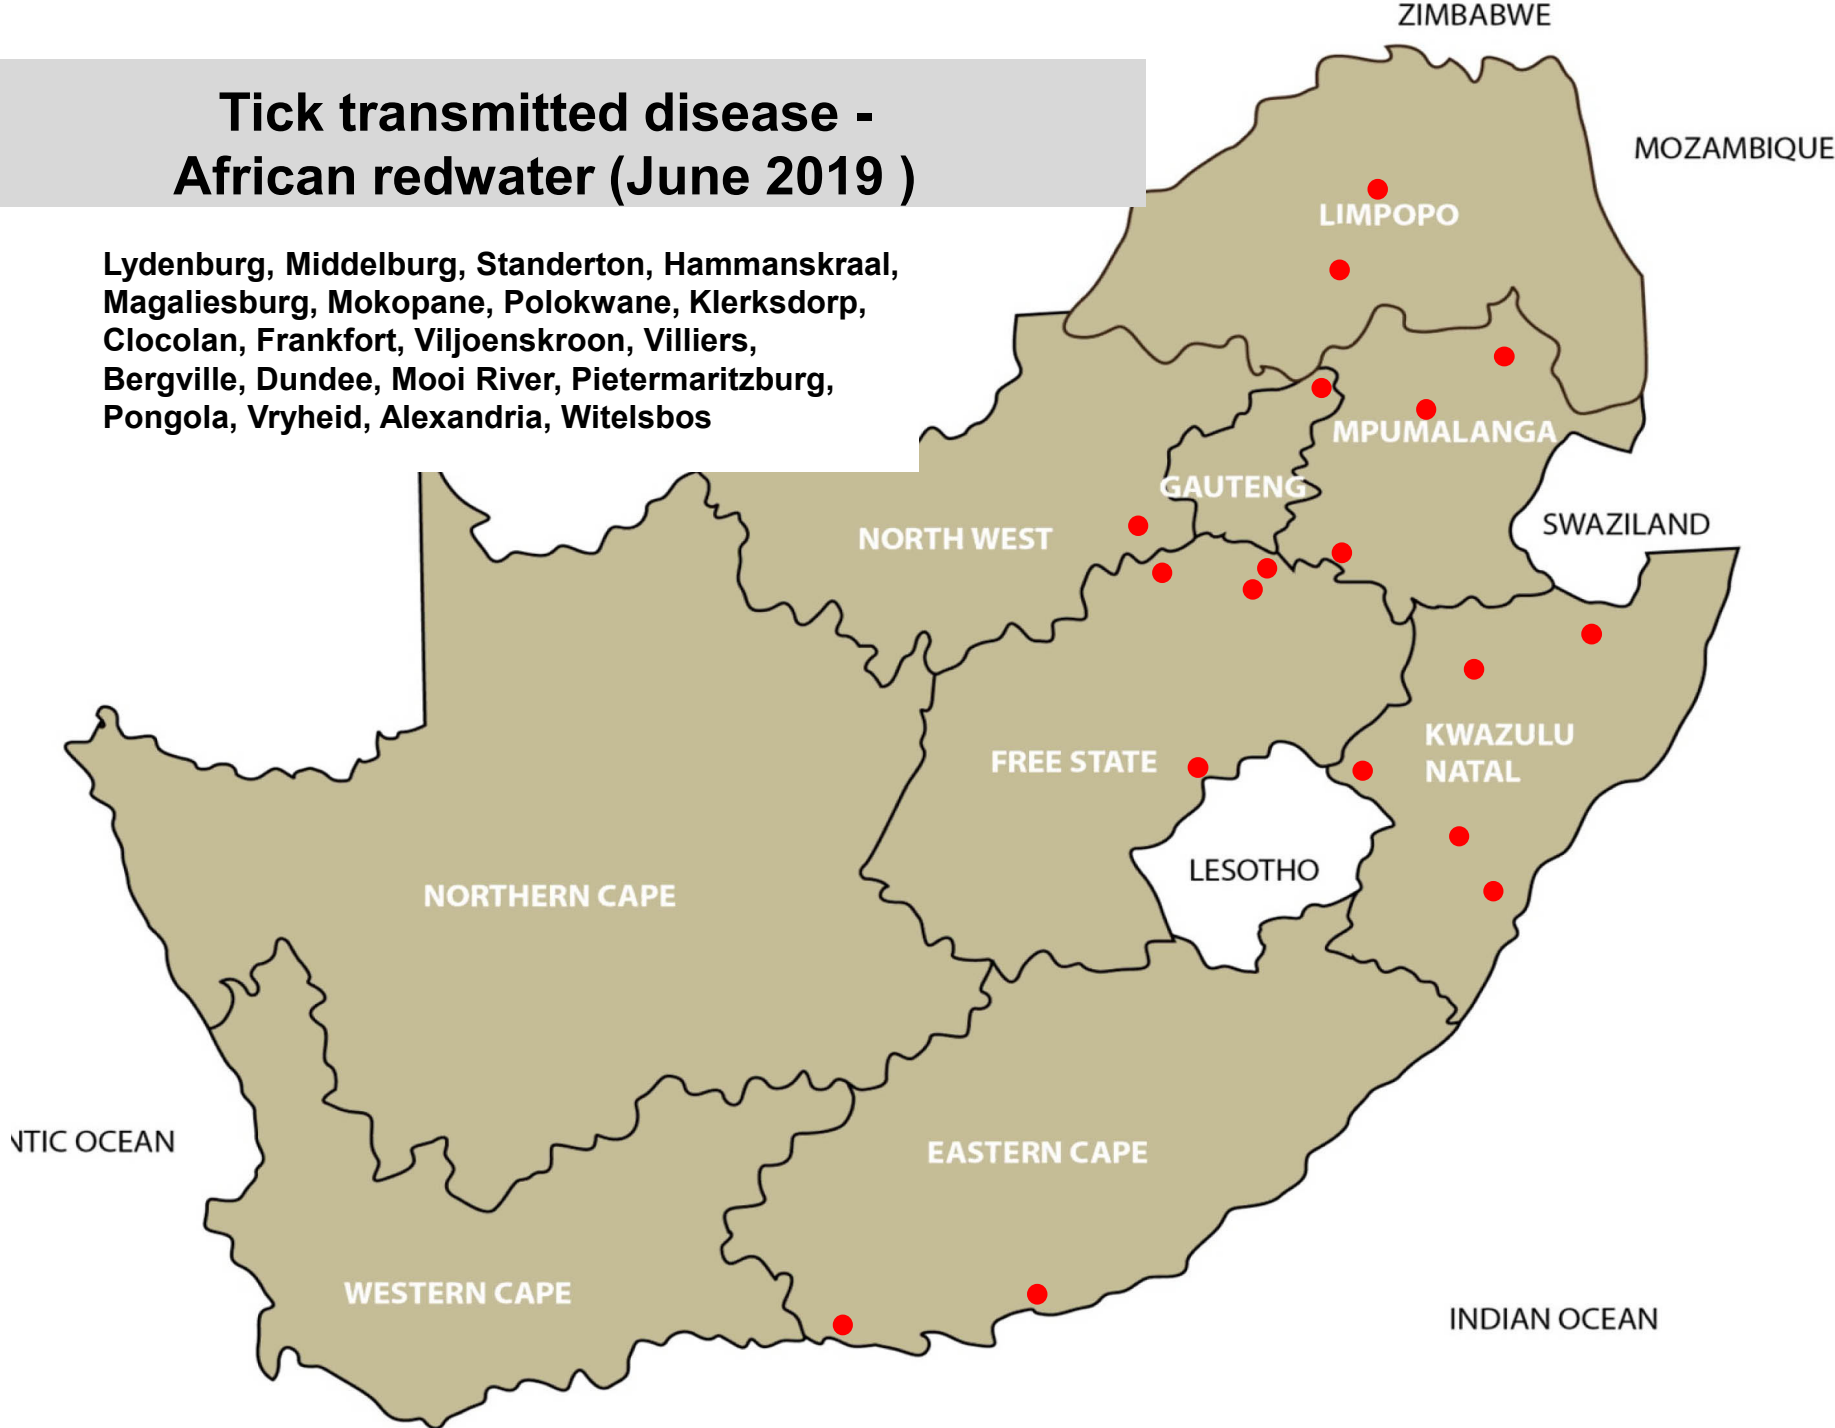 ZIMBABWE
Tick transmitted disease -
African redwater (June 2019 )
MOZAMBIQUE
LIMPOPO
Lydenburg, Middelburg, Standerton, Hammanskraal,
Magaliesburg, Mokopane, Polokwane, Klerksdorp,
Clocolan, Frankfort, Viljoenskroon, Villiers,
Bergville, Dundee, Mooi River, Pietermaritzburg,
Pongola, Vryheid, Alexandria, Witelsbos
MPUMALANGA
GAUTENG
SWAZILAND
NORTH WEST
KWAZULU
NATAL
FREE STATE
LESOTHO
NORTHERN CAPE
NTIC OCEAN
EASTERN CAPE
WESTERN CAPE
INDIAN OCEAN